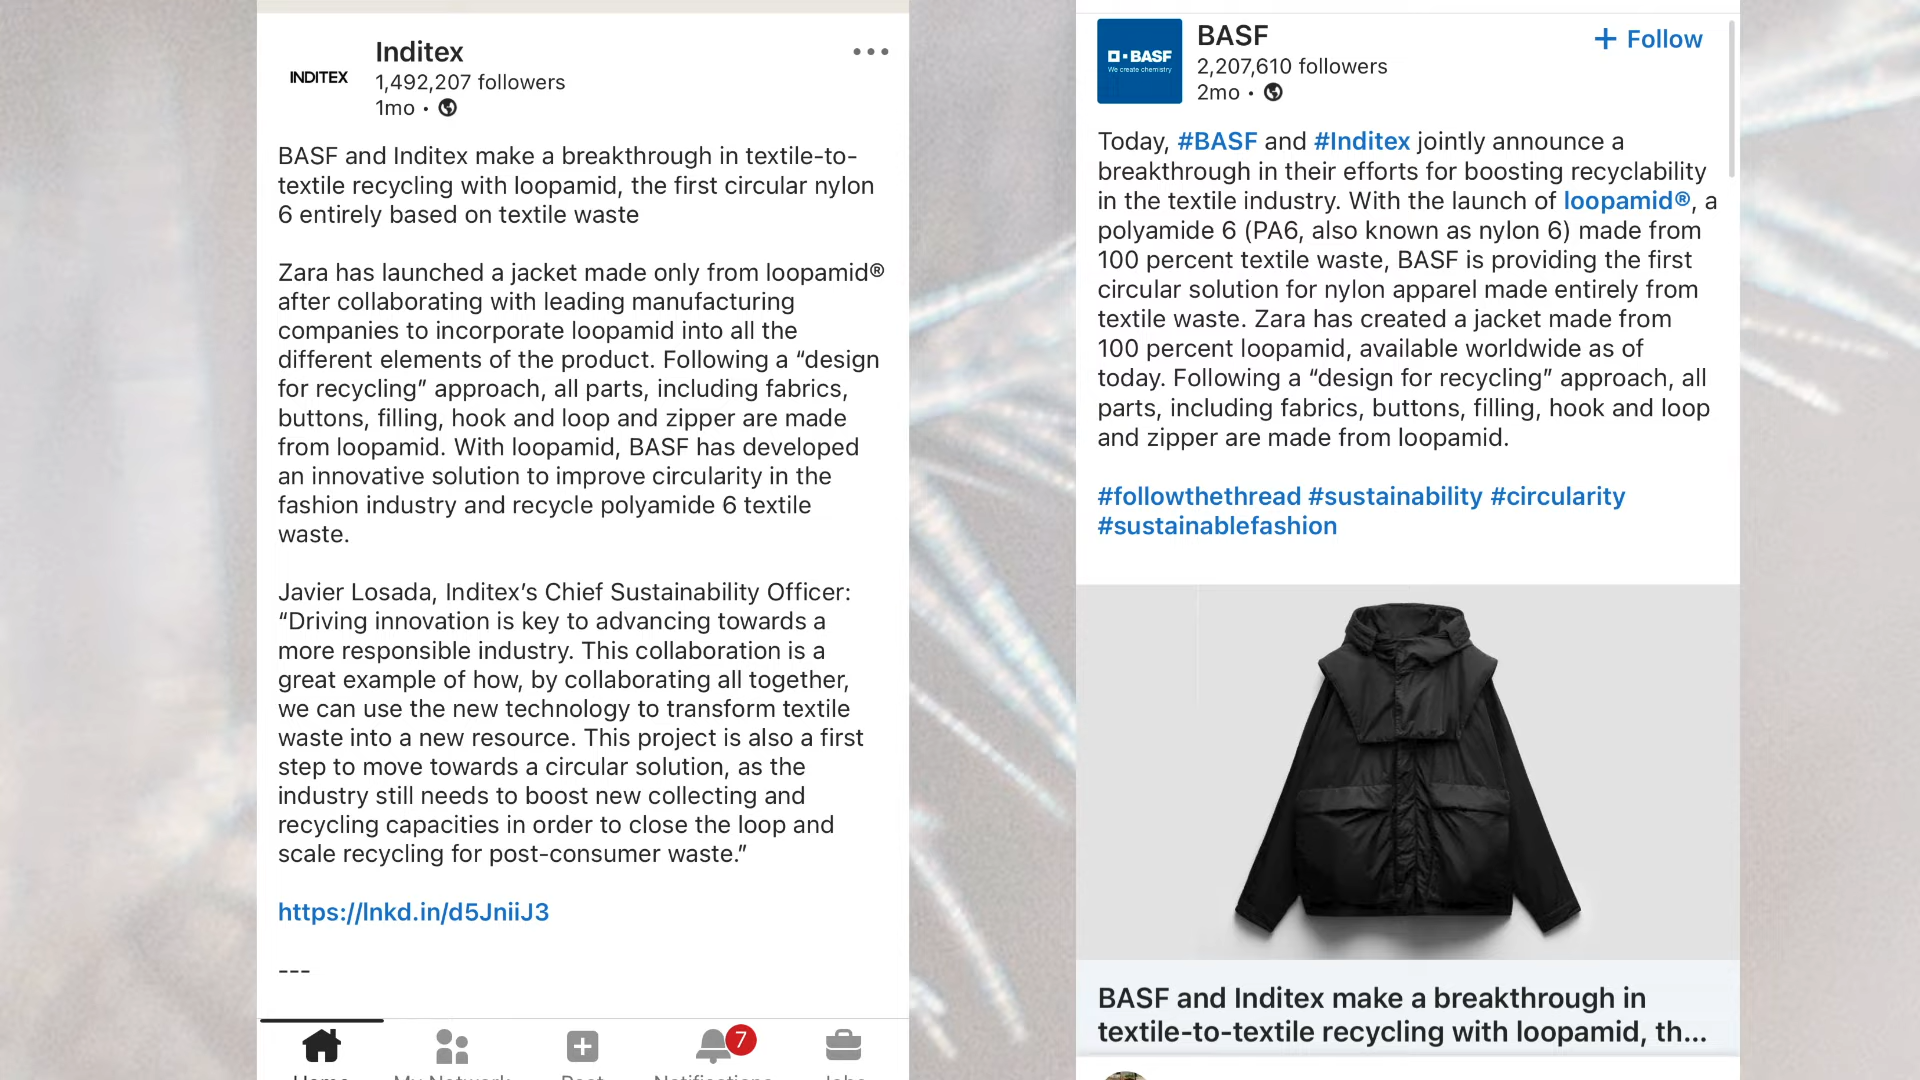 Inditex
INDITEX
1,492,207 followers
1mo •
BASF and Inditex make a breakthrough in textile-to-
textile recycling with loopamid, the first circular nylon
6 entirely based on textile waste
Zara has launched a jacket made only from loopamid®
after collaborating with leading manufacturing
companies to incorporate loopamid into all the
different elements of the product. Following a “design
for recycling” approach, all parts, including fabrics,
buttons, filling, hook and loop and zipper are made
from loopamid. With loopamid, BASF has developed
an innovative solution to improve circularity in the
fashion industry and recycle polyamide 6 textile
waste.
Javier Losada, Inditex’s Chief Sustainability Officer:
“Driving innovation is key to advancing towards a
more responsible industry. This collaboration is a
great example of how, by collaborating all together,
we can use the new technology to transform textile
waste into a new resource. This project is also a first
step to move towards a circular solution, as the
industry still needs to boost new collecting and
recycling capacities in order to close the loop and
scale recycling for post-consumer waste.”
https://lnkd.in/d5JniiJ3
---
7
Home My Network Post Notifications Jobs
BASF
We create chemistry
BASF
+ Follow
2,207,610 followers
2mo •
Today, #BASF and #Inditex jointly announce a
breakthrough in their efforts for boosting recyclability
in the textile industry. With the launch of loopamid®, a
polyamide 6 (PA6, also known as nylon 6) made from
100 percent textile waste, BASF is providing the first
circular solution for nylon apparel made entirely from
textile waste. Zara has created a jacket made from
100 percent loopamid, available worldwide as of
today. Following a “design for recycling” approach, all
parts, including fabrics, buttons, filling, hook and loop
and zipper are made from loopamid.
#followthethread #sustainability #circularity
#sustainablefashion
BASF and Inditex make a breakthrough in
textile-to-textile recycling with loopamid, th...